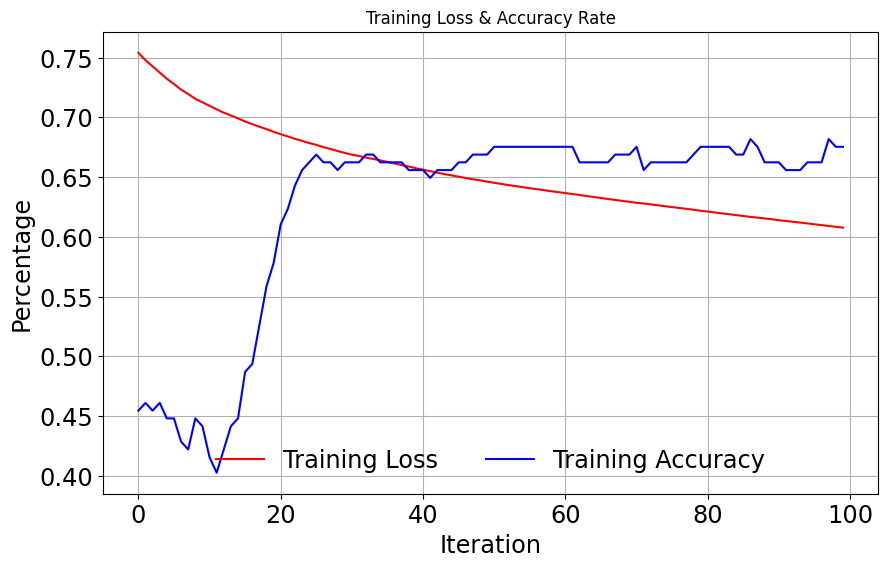 Training Loss & Accuracy Rate
0.75
0.70
0.65
0.60
0.55
0.50
0.45
0.40
Percentage
Training Loss Training Accuracy
0 20 40 60 80 100
Iteration